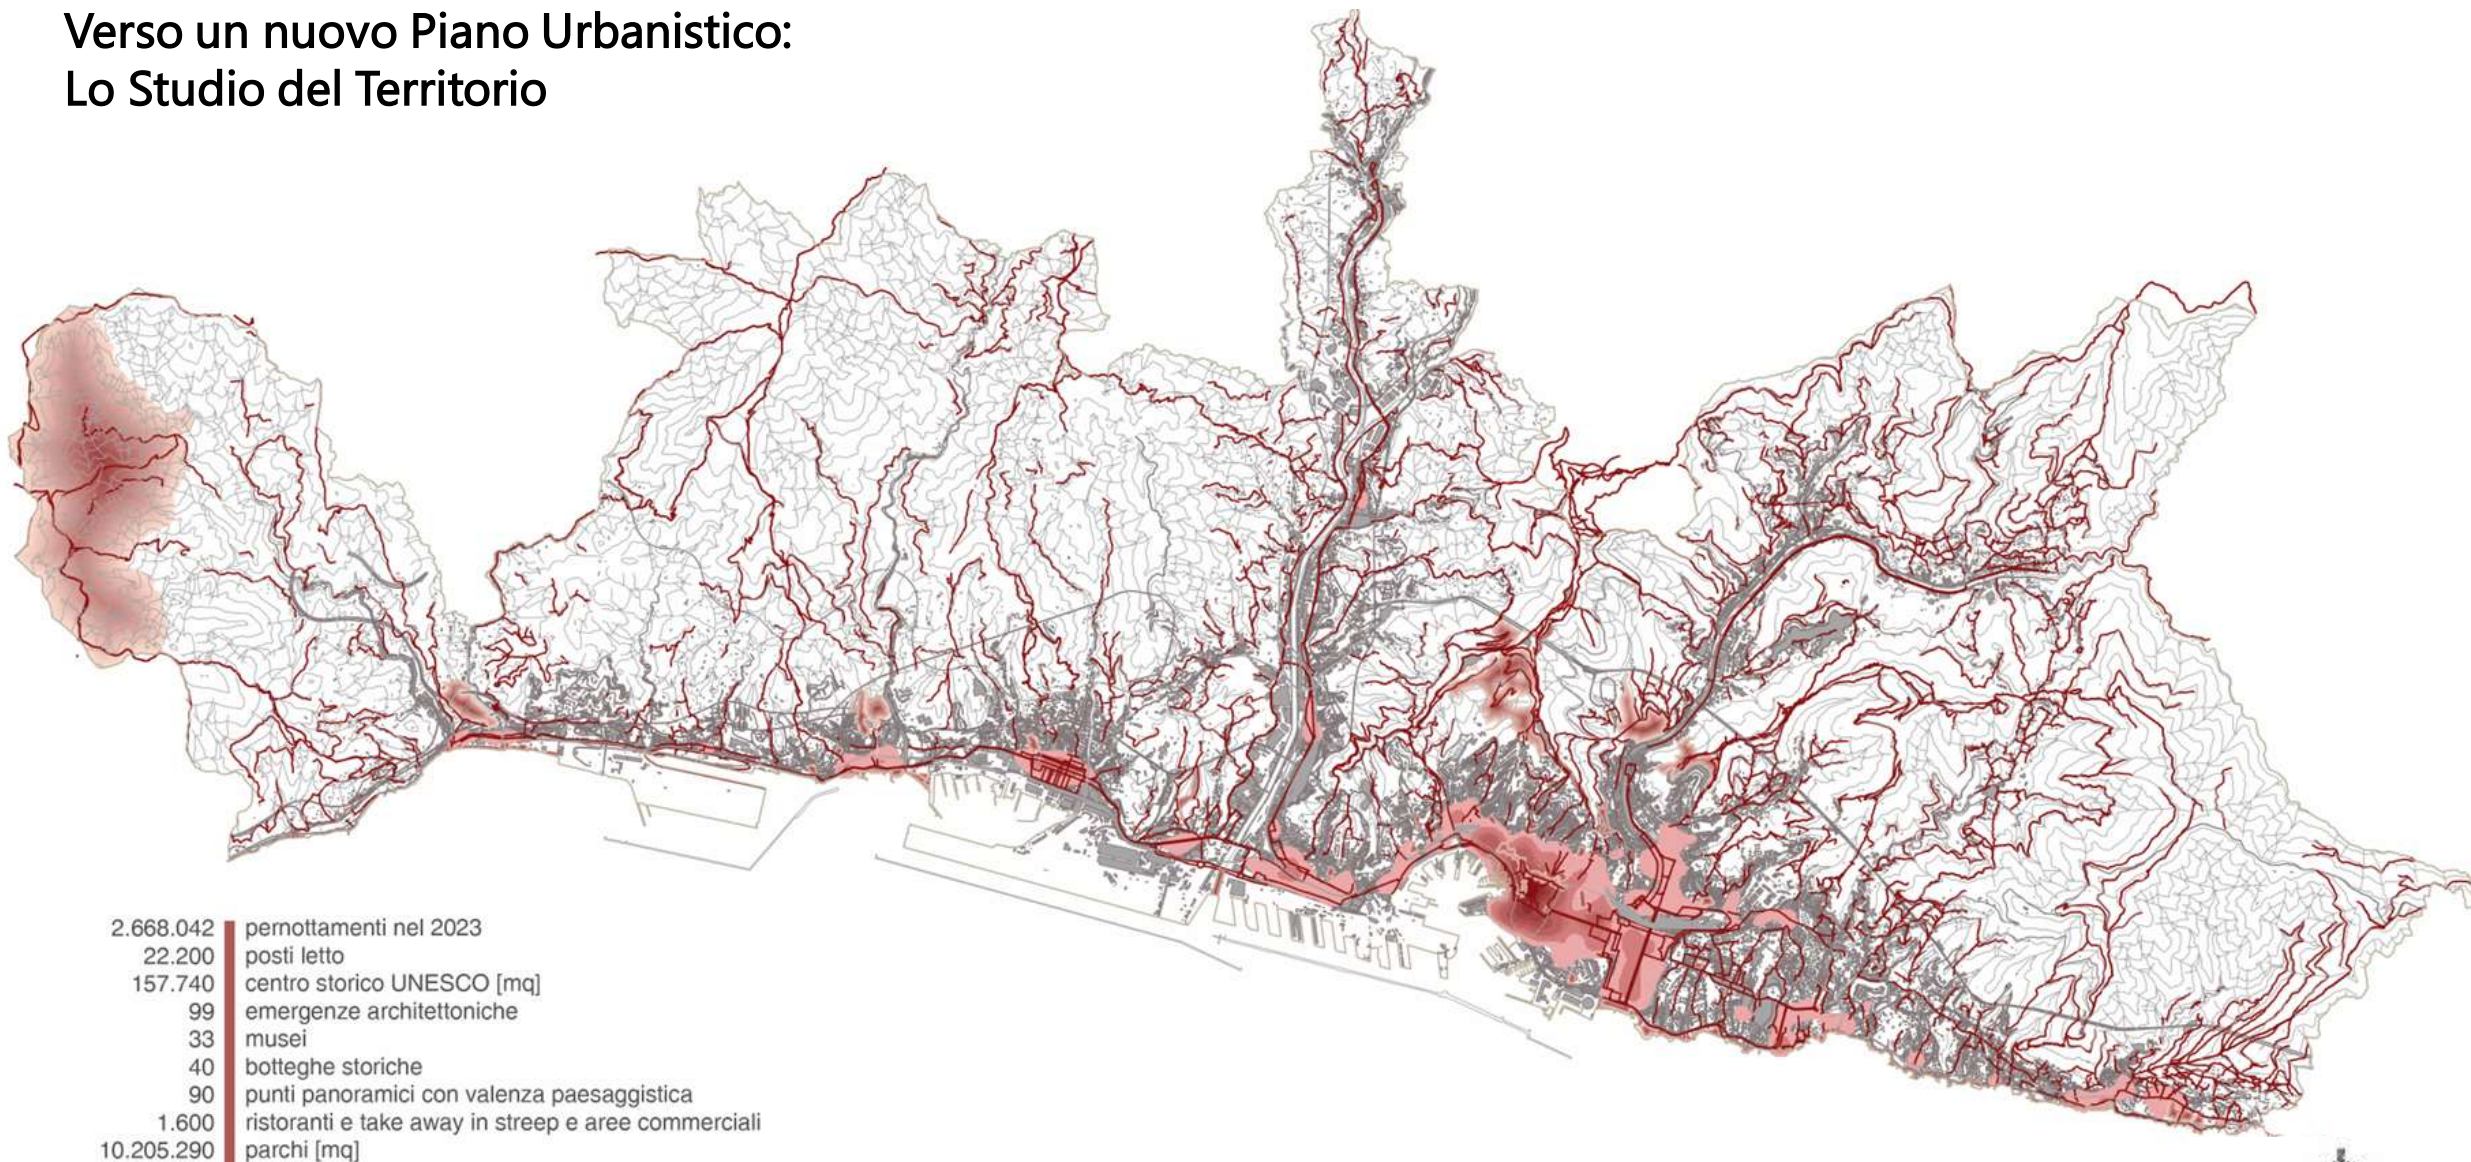 Verso un nuovo Piano Urbanistico:
Lo Studio del Territorio
2.668.042 pernottamenti nel 2023
22.200 posti letto
157.740 centro storico UNESCO [mq]
99 emergenze architettoniche
33 musei
40 botteghe storiche
90 punti panoramici con valenza paesaggistica
1.600 ristoranti e take away in streep e aree commerciali
10.205.290 parchi [mq]